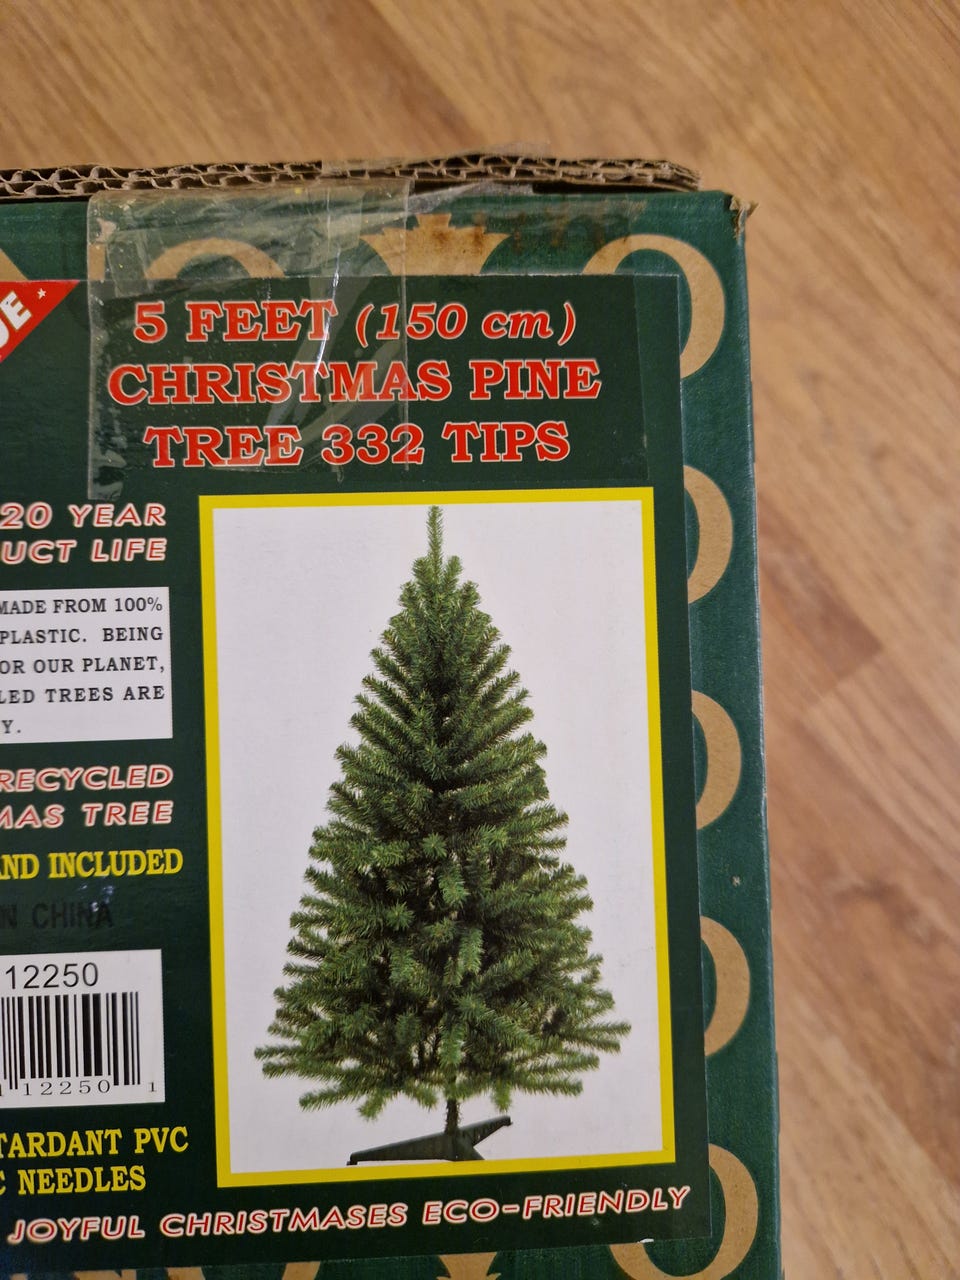 5 FEET (150 cm)
CHRISTMAS PINE
TREE 332 TIPS
20 YEAR
UCT LIFE
MADE FROM 100%
PLASTIC. BEING
OR OUR PLANET,
LED TREES ARE
Y.
RECYCLED
MAS TREE
AND INCLUDED
N CHINA
12250
12250 1
TARDANT PVC
C NEEDLES
JOYFUL CHRISTMASES ECO-FRIENDLY